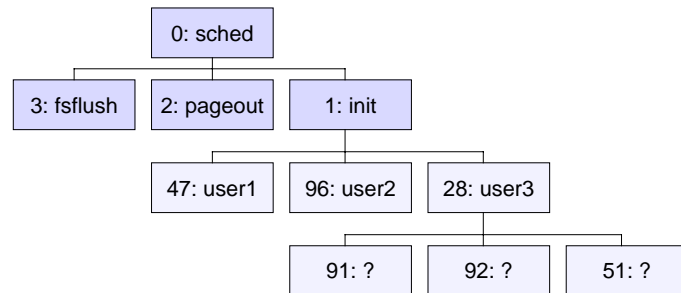 0: sched
3: fsflush
2: pageout
1: init
47: user1
96: user2
28: user3
91: ?
92: ?
51: ?